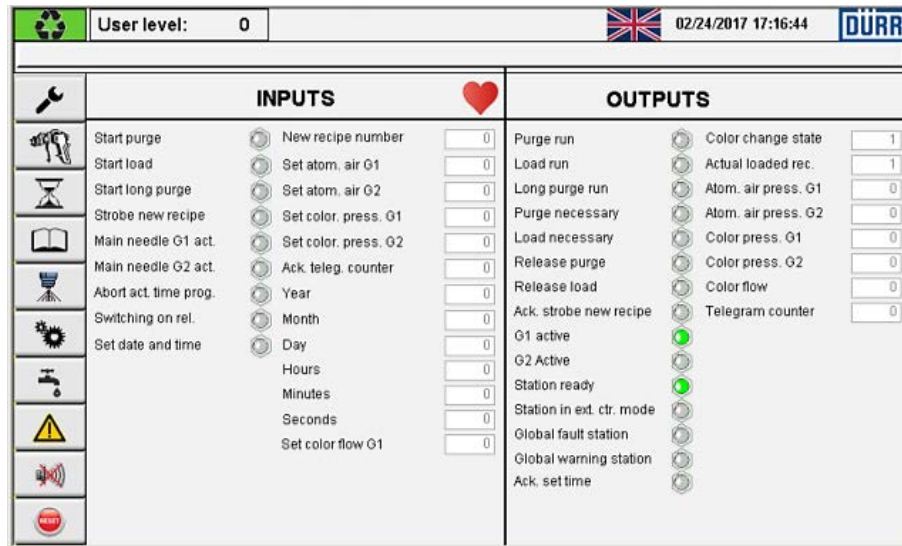 User level: 0 02/24/2017 17:16:44 DÜRR
INPUTS
Start purge
Start load
Start long purge
Strobe new recipe
Main needle G1 act.
Main needle G2 act.
Abort act. time prog.
Switching on rel.
Set date and time
New recipe number 0
Set atom. air G1 0
Set atom. air G2 0
Set color. press. G1 0
Set color. press. G2 0
Ack. teleg. counter 0
Year 0
Month 0
Day 0
Hours 0
Minutes 0
Seconds 0
Set color flow G1 0
OUTPUTS
Purge run
Load run
Long purge run
Purge necessary
Load necessary
Release purge
Release load
Ack. strobe new recipe
G1 active
G2 Active
Station ready
Station in ext. ctr. mode
Global fault station
Global warning station
Ack. set time
Color change state 1
Actual loaded rec. 1
Atom. air press. G1 0
Atom. air press. G2 0
Color press. G1 0
Color press. G2 0
Color flow 0
Telegram counter 0
RESET